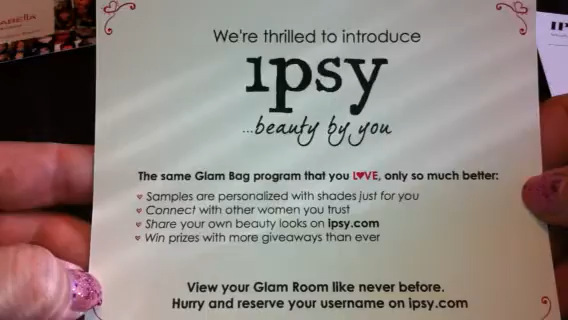 ABELLA
We're thrilled to introduce
ipsy
...beauty by you
The same Glam Bag program that you LOVE, only so much better:
Samples are personalized with shades just for you
Connect with other women you trust
Share your own beauty looks on ipsy.com
Win prizes with more giveaways than ever
View your Glam Room like never before.
Hurry and reserve your username on ipsy.com